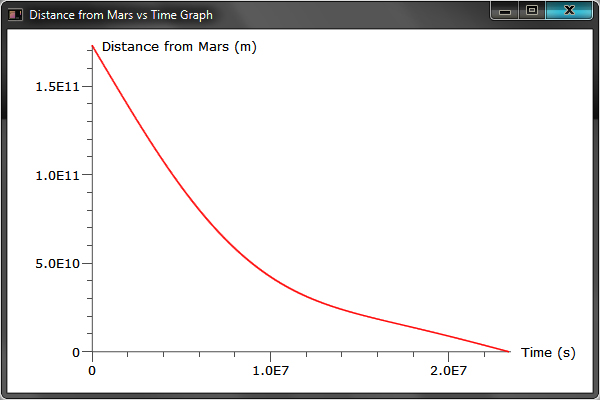 Distance from Mars vs Time Graph
Distance from Mars (m)
1.5E11
1.0E11
5.0E10
0
Time (s)
0
1.0E7
2.0E7